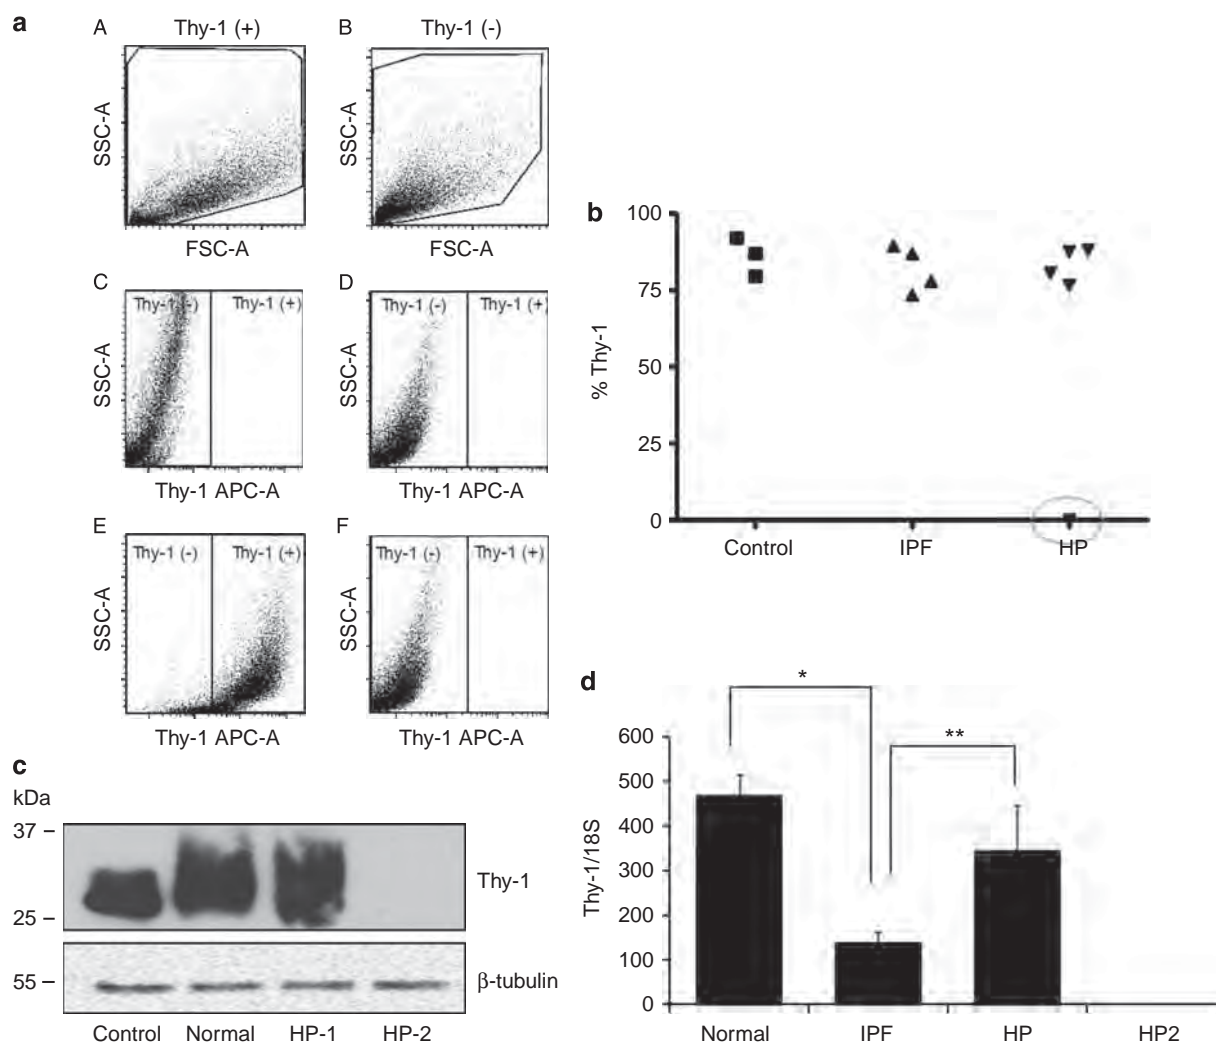 a
A Thy-1 (+)
SSC-A
FSC-A
B Thy-1 (-)
SSC-A
FSC-A
C
Thy-1 (-) Thy-1 (+)
SSC-A
Thy-1 APC-A
D
Thy-1 (-) Thy-1 (+)
SSC-A
Thy-1 APC-A
E
Thy-1 (-) Thy-1 (+)
SSC-A
Thy-1 APC-A
F
Thy-1 (-) Thy-1 (+)
SSC-A
Thy-1 APC-A
b
% Thy-1
100
75
50
25
0
Control IPF HP
c
kDa
37 –
25 –
Thy-1
55 –
β-tubulin
Control Normal HP-1 HP-2
d
*
**
Thy-1/18S
600
500
400
300
200
100
0
Normal IPF HP HP2